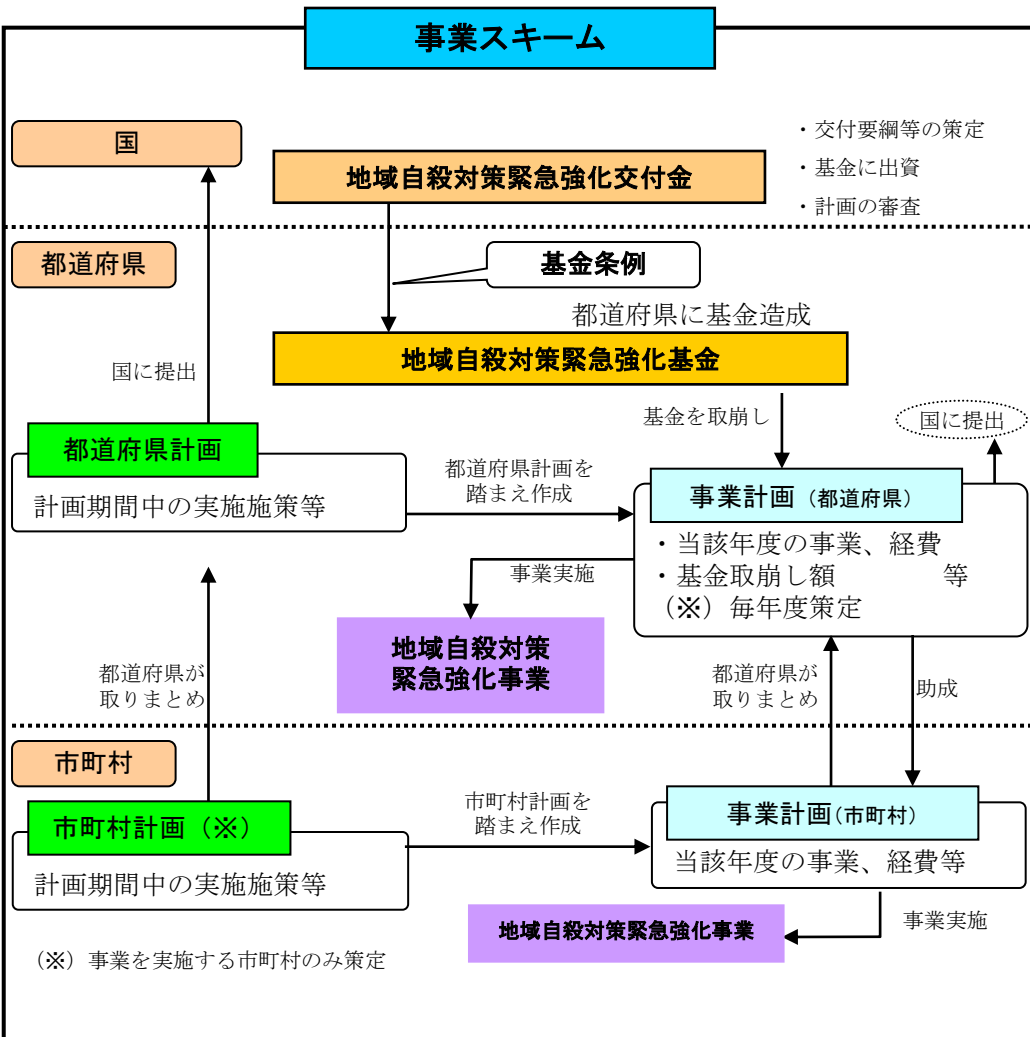 事業スキーム
国
・交付要綱等の策定
・基金に出資
・計画の審査
地域自殺対策緊急強化交付金
都道府県
基金条例
都道府県に基金造成
地域自殺対策緊急強化基金
国に提出
基金を取崩し
国に提出
都道府県計画
計画期間中の実施施策等
都道府県計画を
踏まえ作成
事業計画（都道府県）
・当該年度の事業、経費
・基金取崩し額　　　　等
（※）毎年度策定
事業実施
地域自殺対策
緊急強化事業
都道府県が
取りまとめ
都道府県が
取りまとめ
助成
市町村
市町村計画（※）
計画期間中の実施施策等
市町村計画を
踏まえ作成
事業計画(市町村)
当該年度の事業、経費等
事業実施
地域自殺対策緊急強化事業
（※）事業を実施する市町村のみ策定